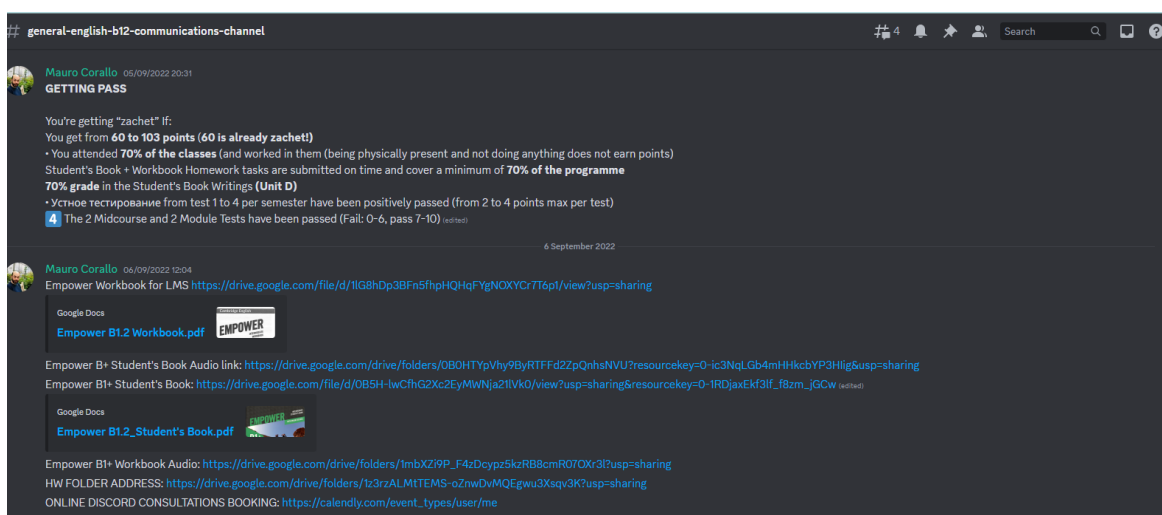 # general-english-b12-communications-channel
4
Search
Mauro Corallo 05/09/2022 20:31
GETTING PASS
You're getting "zachet" If:
You get from 60 to 103 points (60 is already zachet!)
• You attended 70% of the classes (and worked in them (being physically present and not doing anything does not earn points)
Student's Book + Workbook Homework tasks are submitted on time and cover a minimum of 70% of the programme
70% grade in the Student's Book Writings (Unit D)
• Устное тестирование from test 1 to 4 per semester have been positively passed (from 2 to 4 points max per test)
4 The 2 Midcourse and 2 Module Tests have been passed (Fail: 0-6, pass 7-10) (edited)
6 September 2022
Mauro Corallo 06/09/2022 12:04
Empower Workbook for LMS https://drive.google.com/file/d/1lG8hDp3BFn5fhpHQHqFYgNOXYCr7T6p1/view?usp=sharing
Google Docs
Empower B1.2 Workbook.pdf
EMPOWER
Empower B+ Student's Book Audio link: https://drive.google.com/drive/folders/0B0HTYpVhy9ByRTFFd2ZpQnhsNVU?resourcekey=0-ic3NqLGb4mHHkcbYP3Hlig&usp=sharing
Empower B1+ Student's Book: https://drive.google.com/file/d/0B5H-lwCfhG2Xc2EyMWNja21lVk0/view?usp=sharing&resourcekey=0-1RDjaxEkf3lf_f8zm_jGCw (edited)
Google Docs
Empower B1.2_Student's Book.pdf
EMPOWER
Empower B1+ Workbook Audio: https://drive.google.com/drive/folders/1mbXZi9P_F4zDcypz5kzRB8cmR07OXr3l?usp=sharing
HW FOLDER ADDRESS: https://drive.google.com/drive/folders/1z3rzALMtTEMS-oZnwDvMQEgwu3Xsqv3K?usp=sharing
ONLINE DISCORD CONSULTATIONS BOOKING: https://calendly.com/event_types/user/me